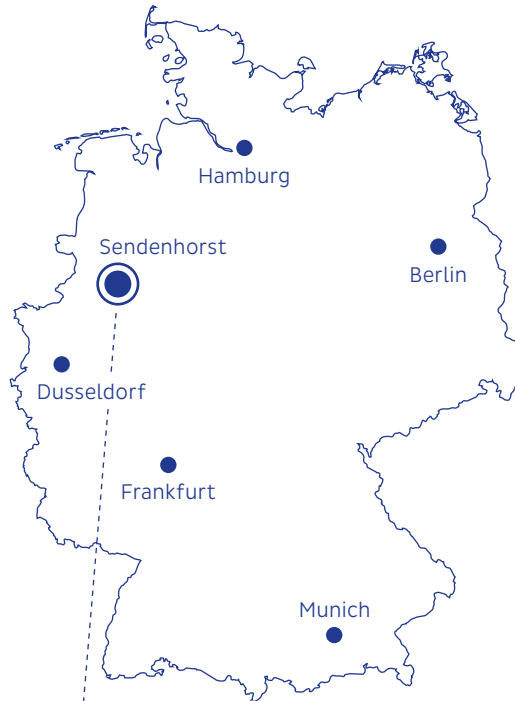 Hamburg
Sendenhorst
Berlin
Dusseldorf
Frankfurt
Munich